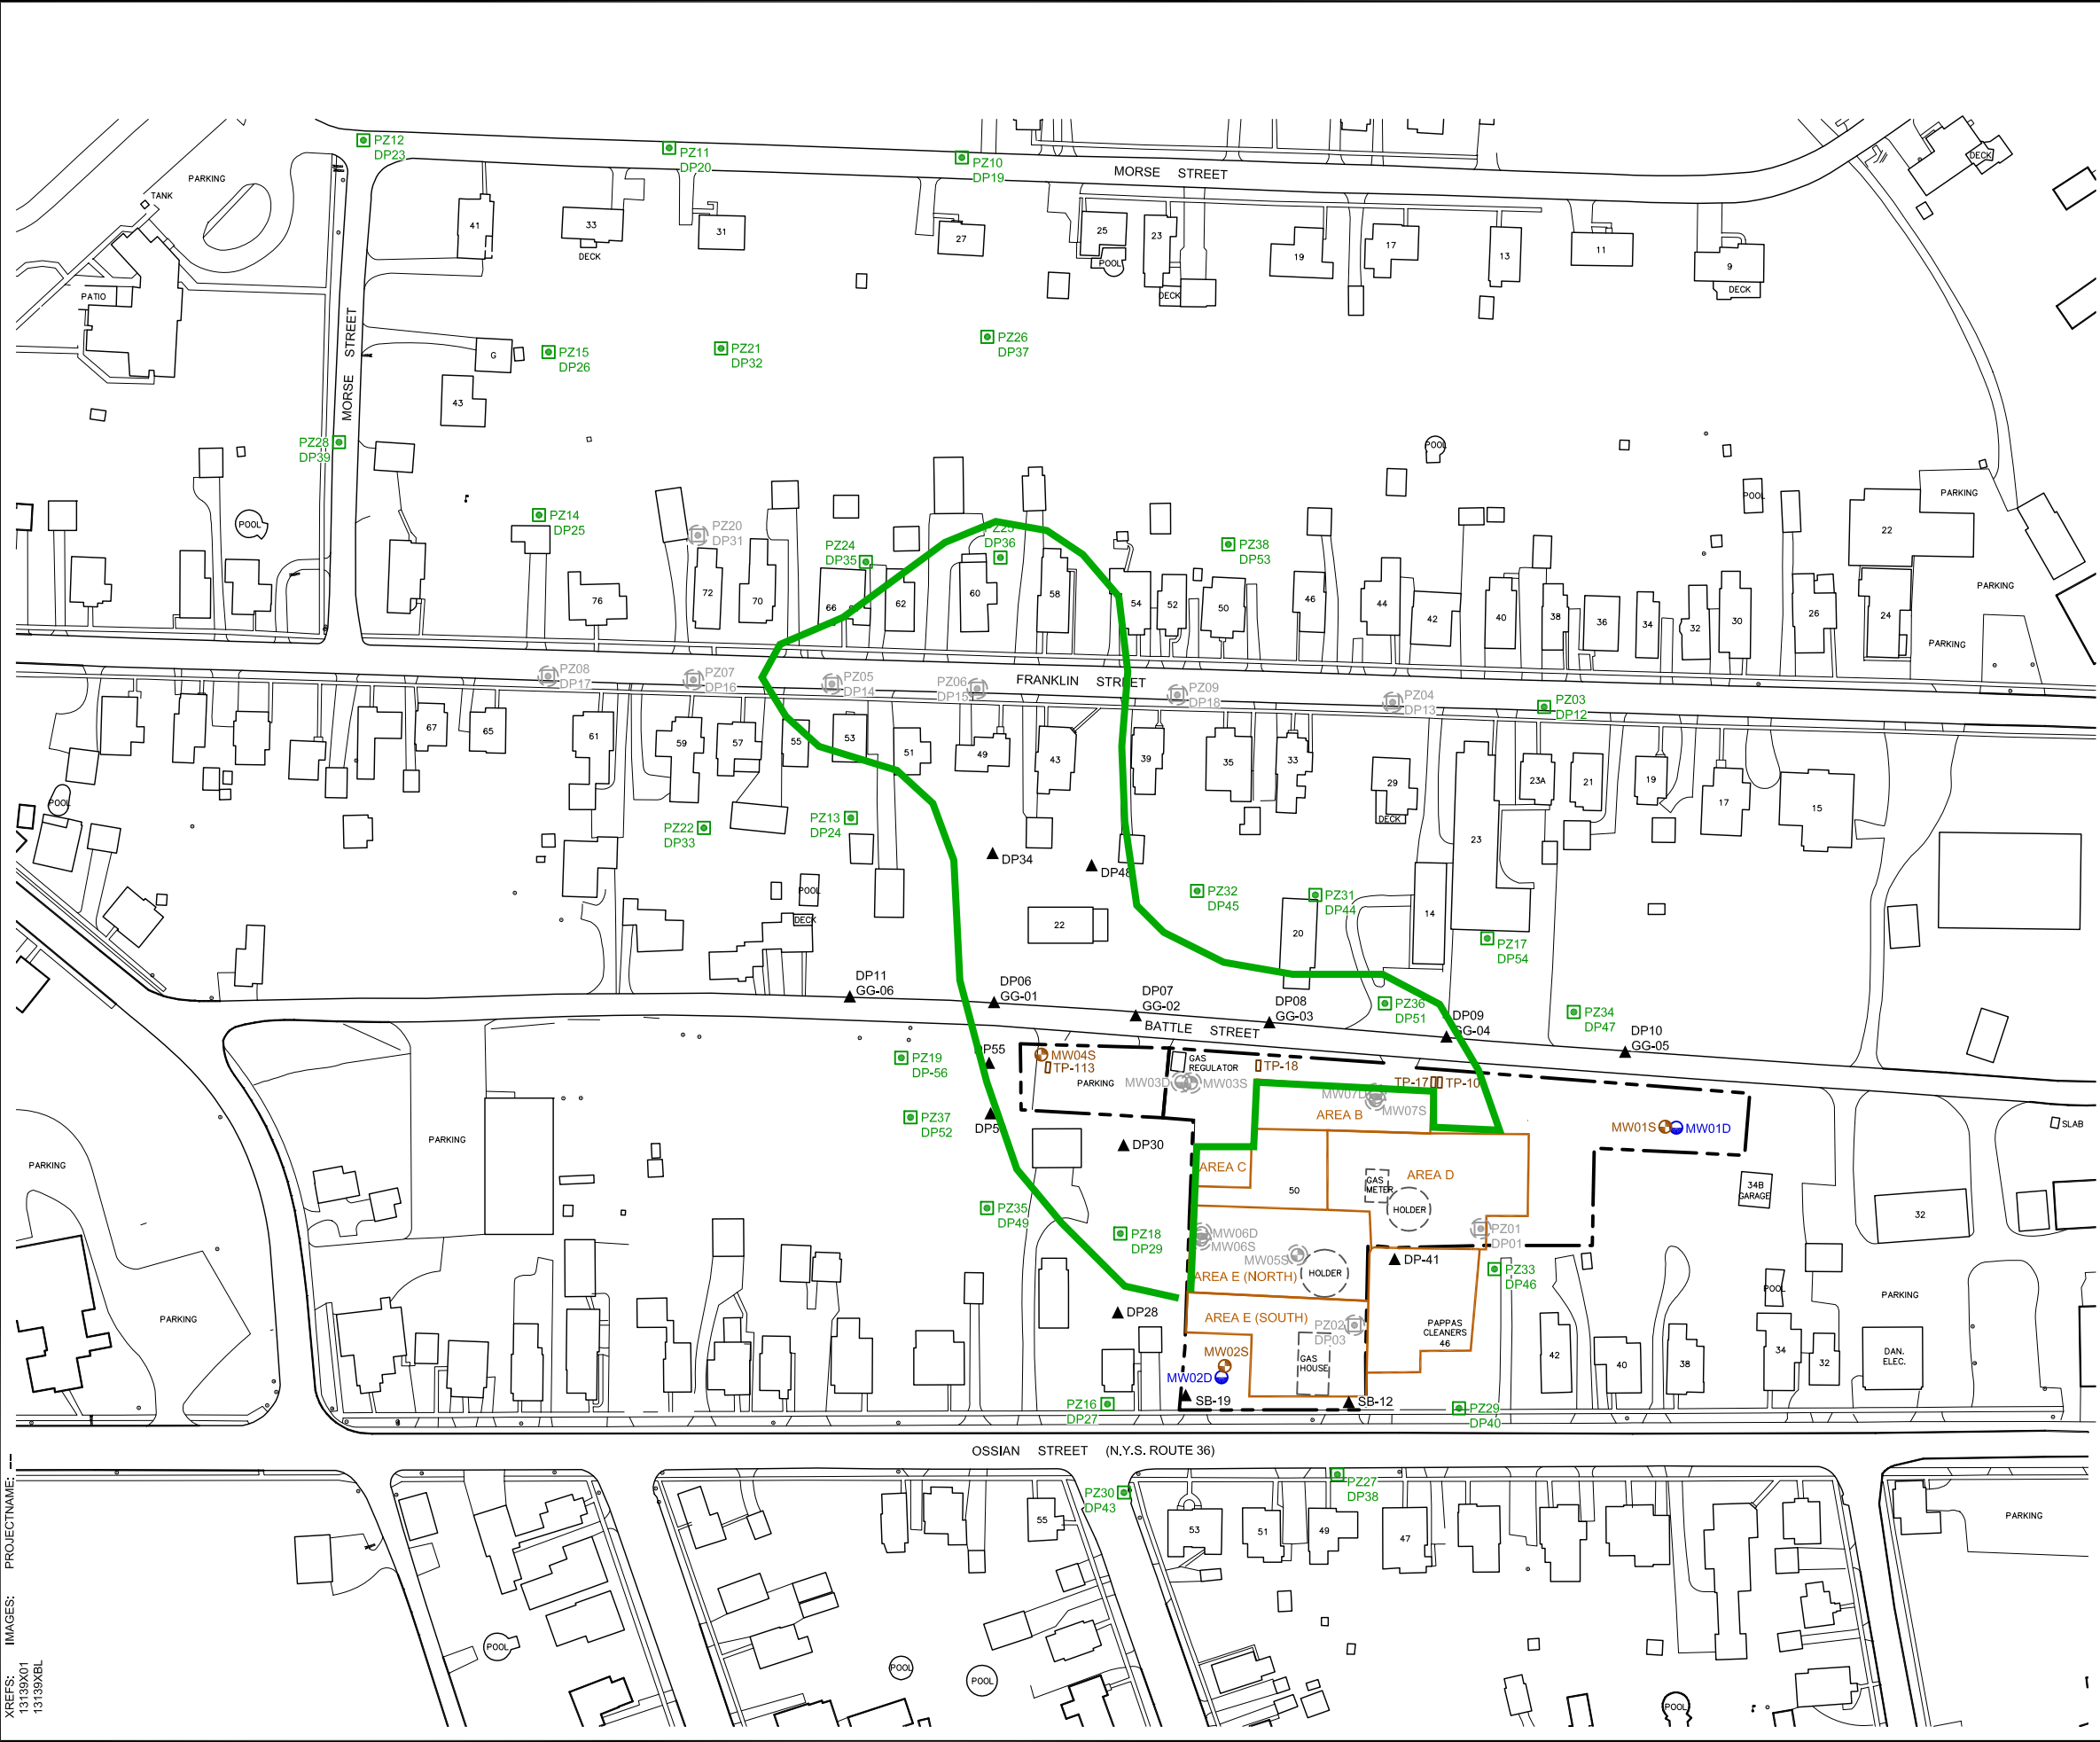 PZ12
DP23
PZ11
DP20
PZ10
DP19
MORSE STREET
DECK
PARKING
TANK
41
33
DECK
31
27
25
POOL
23
DECK
19
17
13
11
9
DECK
PATIO
MORSE STREET
G
43
PZ15
DP26
PZ21
DP32
PZ26
DP37
PZ28
DP39
POOL
POOL
PARKING
22
POOL
PZ14
DP25
PZ20
DP31
PZ24
DP35
PZ25
DP36
PZ38
DP53
PARKING
76
72
70
66
62
60
58
54
52
50
46
44
42
40
38
36
34
32
30
26
24
PARKING
PZ08
DP17
PZ07
DP16
PZ05
DP14
PZ06
DP15
FRANKLIN STREET
PZ09
DP18
PZ04
DP13
PZ03
DP12
67
65
61
59
57
55
53
51
49
43
39
35
33
29
DECK
23
23A
21
19
17
15
POOL
PZ22
DP33
PZ13
DP24
DP34
DP48
POOL
DECK
22
PZ32
DP45
PZ31
DP44
20
14
PZ17
DP54
DP11
GG-06
DP06
GG-01
DP07
GG-02
DP08
GG-03
PZ36
DP51
DP09
GG-04
PZ34
DP47
DP10
GG-05
BATTLE STREET
PZ19
DP-56
DP55
MW04S
TP-113
PARKING
GAS
REGULATOR
MW03D
MW03S
TP-18
TP-17
TP-10
MW07D
MW07S
AREA B
PZ37
DP52
DP5
DP30
MW01S
MW01D
SLAB
PARKING
PARKING
AREA C
50
AREA D
GAS
METER
HOLDER
34B
GARAGE
32
PZ35
DP49
PZ18
DP29
MW06D
MW06S
MW05S
HOLDER
AREA E (NORTH)
PZ01
DP01
DP-41
PZ33
DP46
POOL
PARKING
PARKING
DP28
AREA E (SOUTH)
PZ02
DP03
PAPPAS
CLEANERS
46
GAS
HOUSE
MW02S
MW02D
42
40
38
34
32
DAN.
ELEC.
PZ16
DP27
SB-19
SB-12
PZ29
DP40
OSSIAN STREET (N.Y.S. ROUTE 36)
PZ30
DP43
PZ27
DP38
55
53
51
49
47
PARKING
POOL
POOL
POOL
POOL
XREFS: IMAGES: PROJECTNAME: ---
13139X01
13139XBL